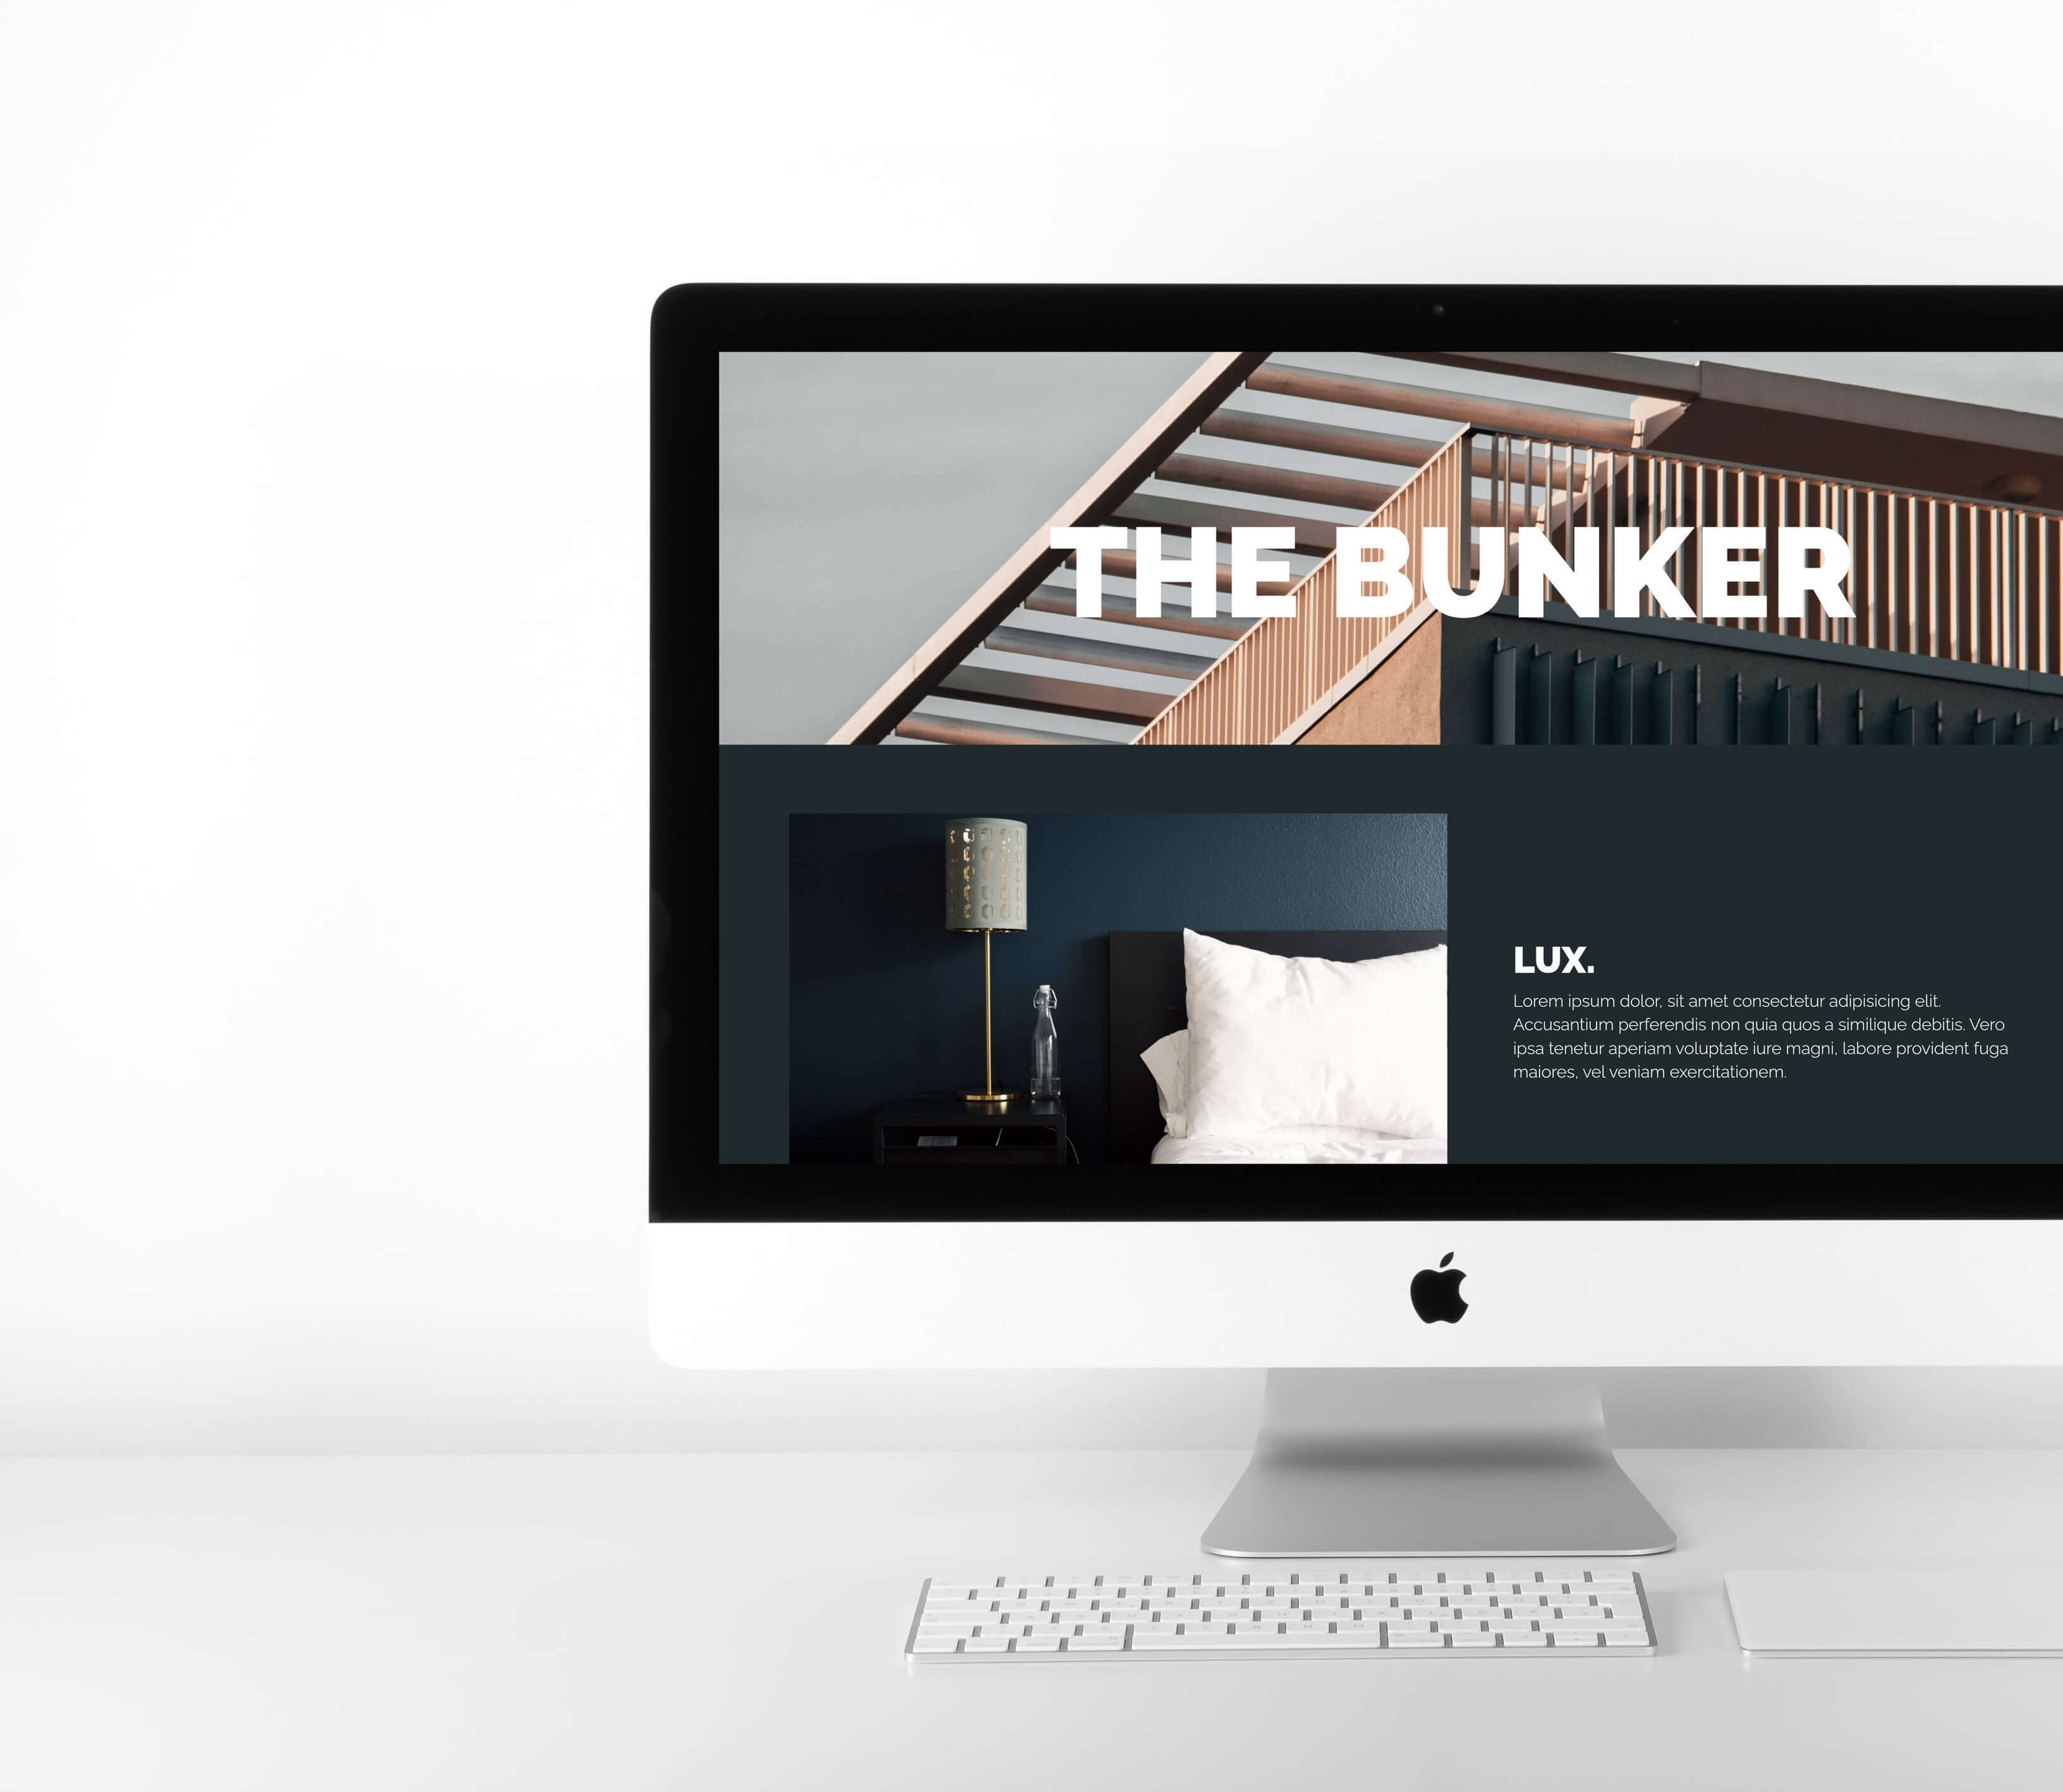 THE BUNKER
LUX.
Lorem ipsum dolor, sit amet consectetur adipisicing elit.
Accusantium perferendis non quia quos a similique debitis. Vero
ipsa tenetur aperiam voluptate iure magni, labore provident fuga
maiores, vel veniam exercitationem.